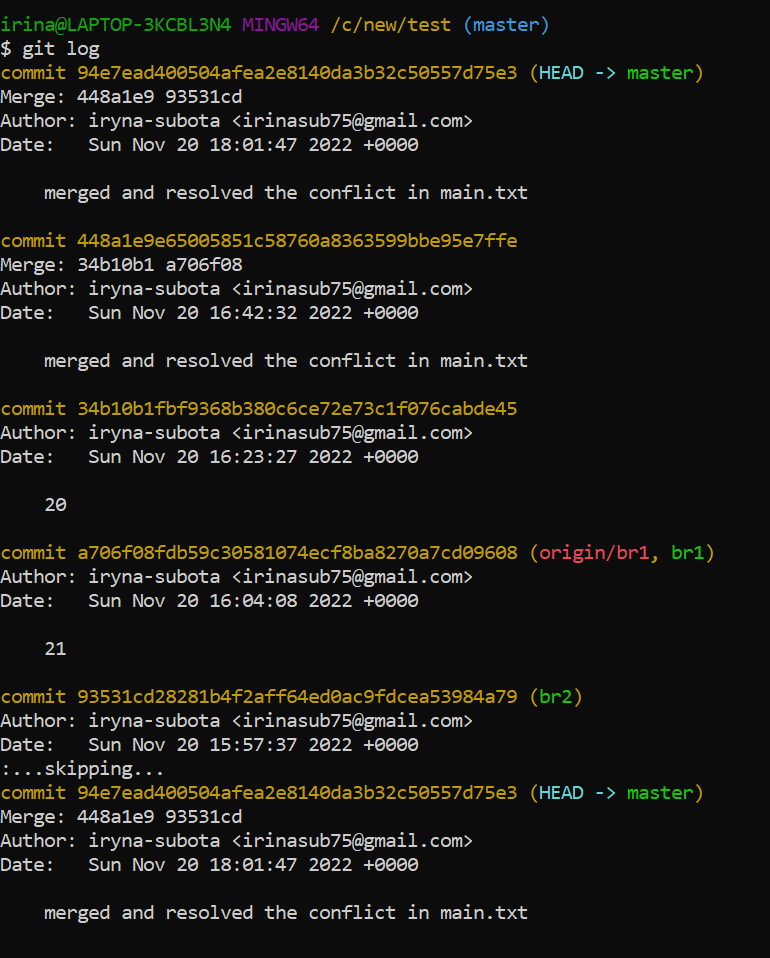 irina@LAPTOP-3KCBL3N4 MINGW64 /c/new/test (master)
$ git log
commit 94e7ead400504afea2e8140da3b32c50557d75e3 (HEAD -> master)
Merge: 448a1e9 93531cd
Author: iryna-subota <irinasub75@gmail.com>
Date:   Sun Nov 20 18:01:47 2022 +0000

    merged and resolved the conflict in main.txt

commit 448a1e9e65005851c58760a8363599bbe95e7ffe
Merge: 34b10b1 a706f08
Author: iryna-subota <irinasub75@gmail.com>
Date:   Sun Nov 20 16:42:32 2022 +0000

    merged and resolved the conflict in main.txt

commit 34b10b1fbf9368b380c6ce72e73c1f076cabde45
Author: iryna-subota <irinasub75@gmail.com>
Date:   Sun Nov 20 16:23:27 2022 +0000

    20

commit a706f08fdb59c30581074ecf8ba8270a7cd09608 (origin/br1, br1)
Author: iryna-subota <irinasub75@gmail.com>
Date:   Sun Nov 20 16:04:08 2022 +0000

    21

commit 93531cd28281b4f2aff64ed0ac9fdcea53984a79 (br2)
Author: iryna-subota <irinasub75@gmail.com>
Date:   Sun Nov 20 15:57:37 2022 +0000
:...skipping...
commit 94e7ead400504afea2e8140da3b32c50557d75e3 (HEAD -> master)
Merge: 448a1e9 93531cd
Author: iryna-subota <irinasub75@gmail.com>
Date:   Sun Nov 20 18:01:47 2022 +0000

    merged and resolved the conflict in main.txt